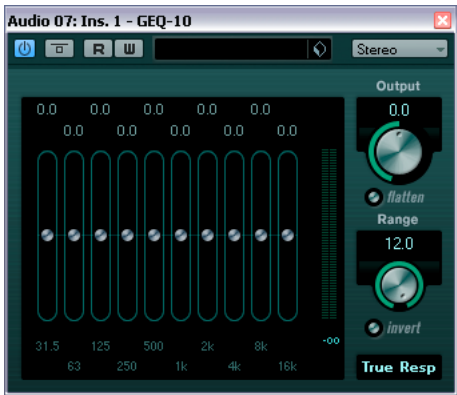 Audio 07: Ins. 1 - GEQ-10
R W Stereo
Output
0.0
0.0 0.0 0.0 0.0 0.0
0.0 0.0 0.0 0.0 0.0
flatten
Range
12.0
invert
31.5 125 500 2k 8k -oo
63 250 1k 4k 16k
True Resp